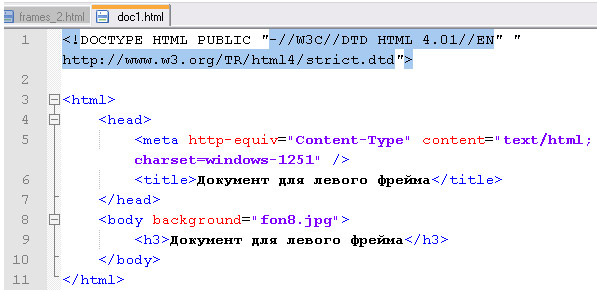 frames_2.html doc1.html
1 <!DOCTYPE HTML PUBLIC "-//W3C//DTD HTML 4.01//EN" "
http://www.w3.org/TR/html4/strict.dtd">
2
3 <html>
4 <head>
5 <meta http-equiv="Content-Type" content="text/html;
charset=windows-1251" />
6 <title>Документ для левого фрейма</title>
7 </head>
8 <body background="fon8.jpg">
9 <h3>Документ для левого фрейма</h3>
10 </body>
11 </html>